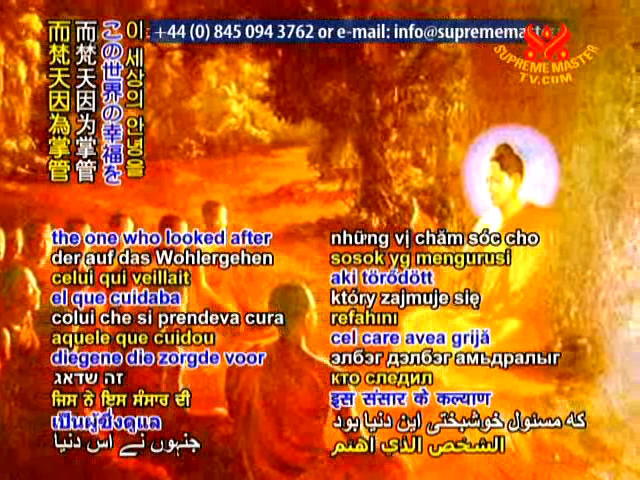 +44 (0) 845 094 3762 or e-mail: info@suprememast
SUPREME MASTER
TV.COM
而梵天因為掌管
而梵天因为掌管
この世界の幸福を
이 세상의 안녕을
the one who looked after
der auf das Wohlergehen
celui qui veillait
el que cuidaba
colui che si prendeva cura
aquele que cuidou
diegene die zorgde voor
זה שדאג
ਜਿਸ ਨੇ ਇਸ ਸੰਸਾਰ ਦੀ
เป็นผู้ซึ่งดูแล
جنہوں نے اس دنیا
những vị chăm sóc cho
sosok yg mengurusi
aki törődött
który zajmuje się
refahını
cel care avea grijă
элбэг дэлбэг амьдралыг
кто следил
इस संसार के कल्याण
که مسئول خوشبختی این دنیا بود
الشخص الذي اهتم